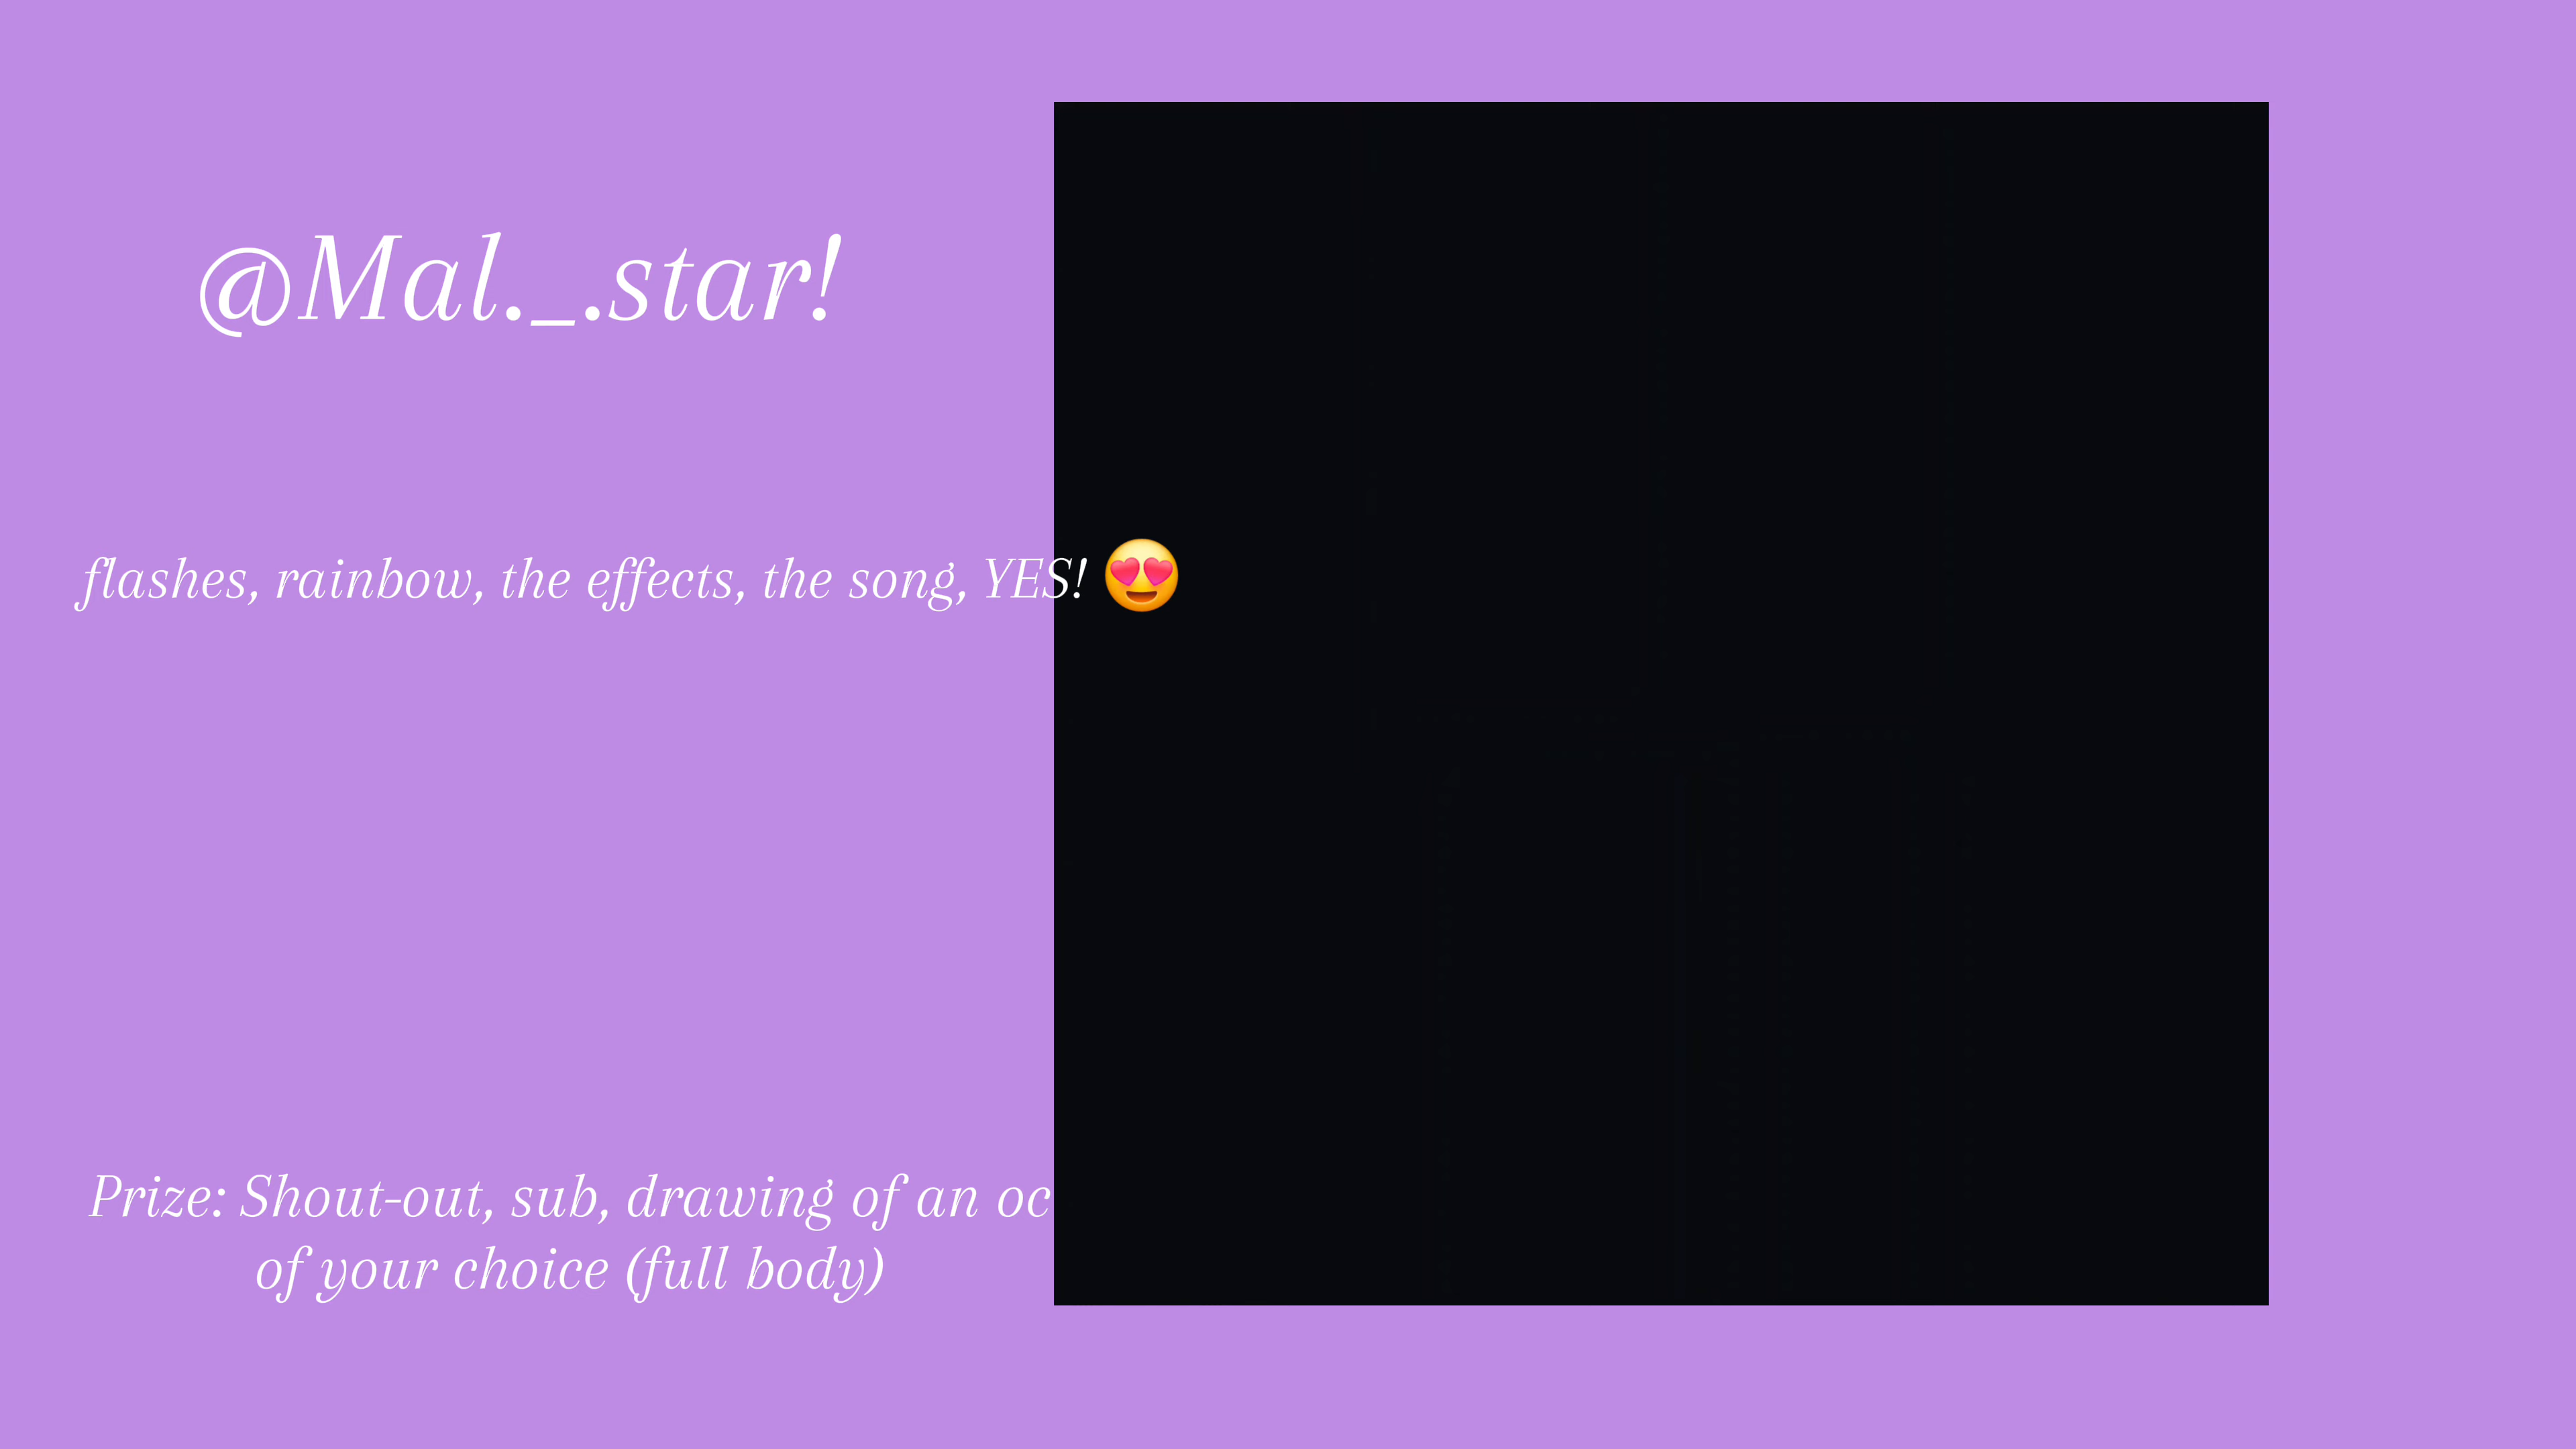 @Mal._.star!
flashes, rainbow, the effects, the song, YES! 😍
Prize: Shout-out, sub, drawing of an oc
of your choice (full body)